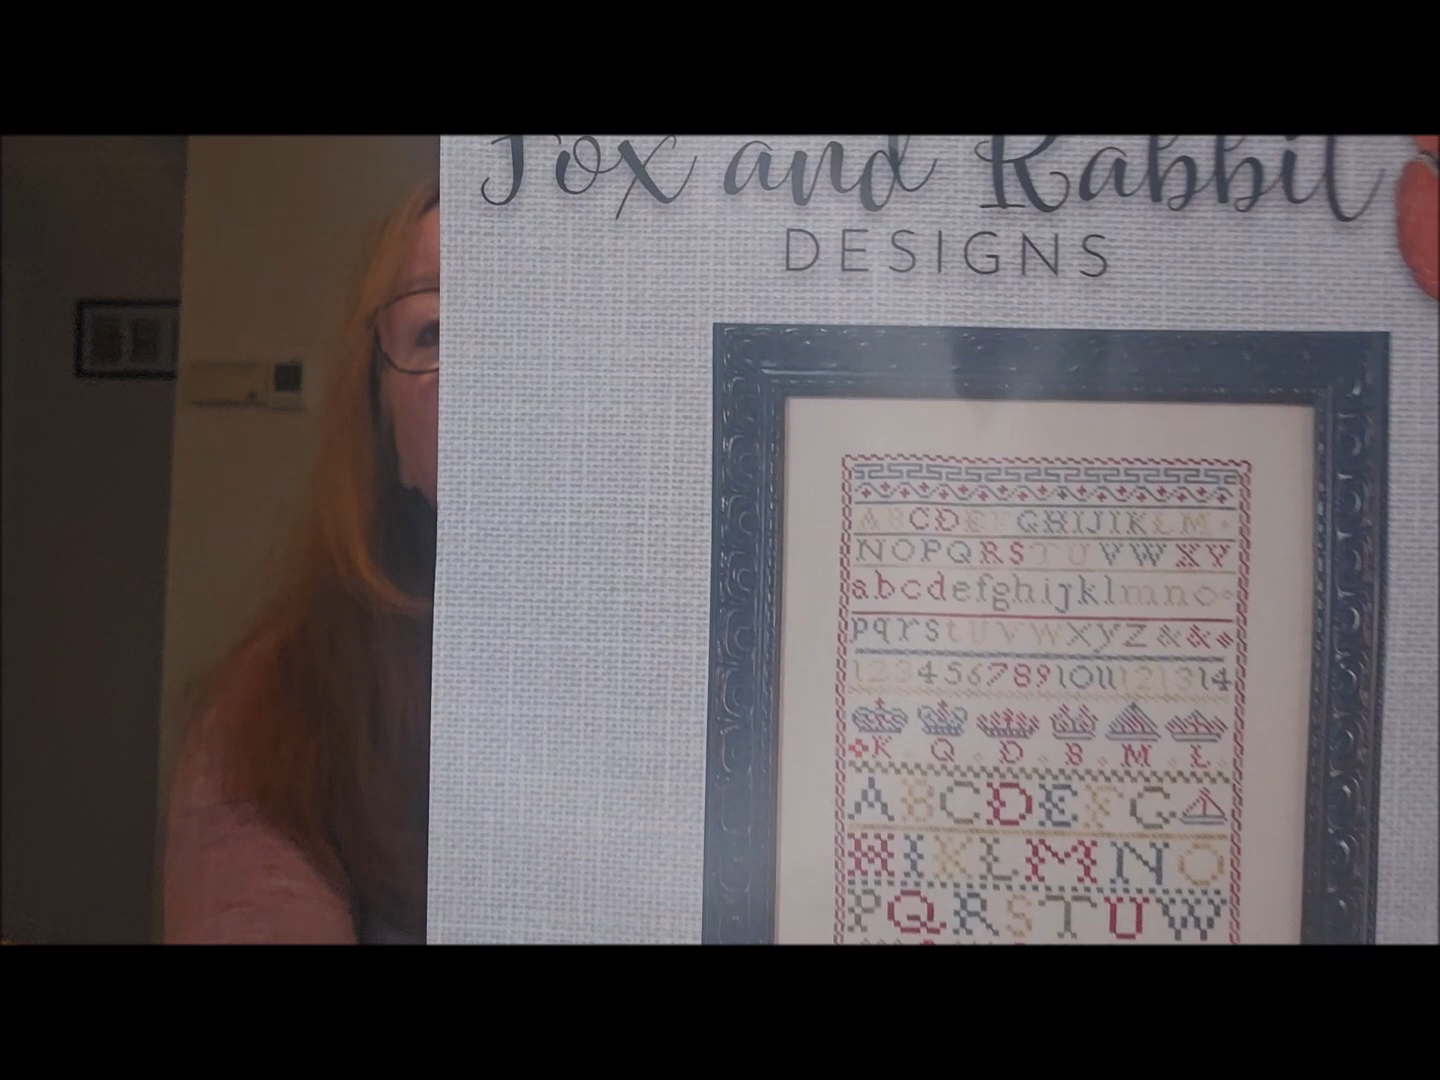 Fox and Rabbit
DESIGNS
ABCDEFGHIJIKLM
NOPQRSTUVWXY
abcdefghijklmno
pqrstuvwxyz&&
1234567891011121314
K Q D B M L
ABCDEFG
HIKLMNO
PQRSTUW